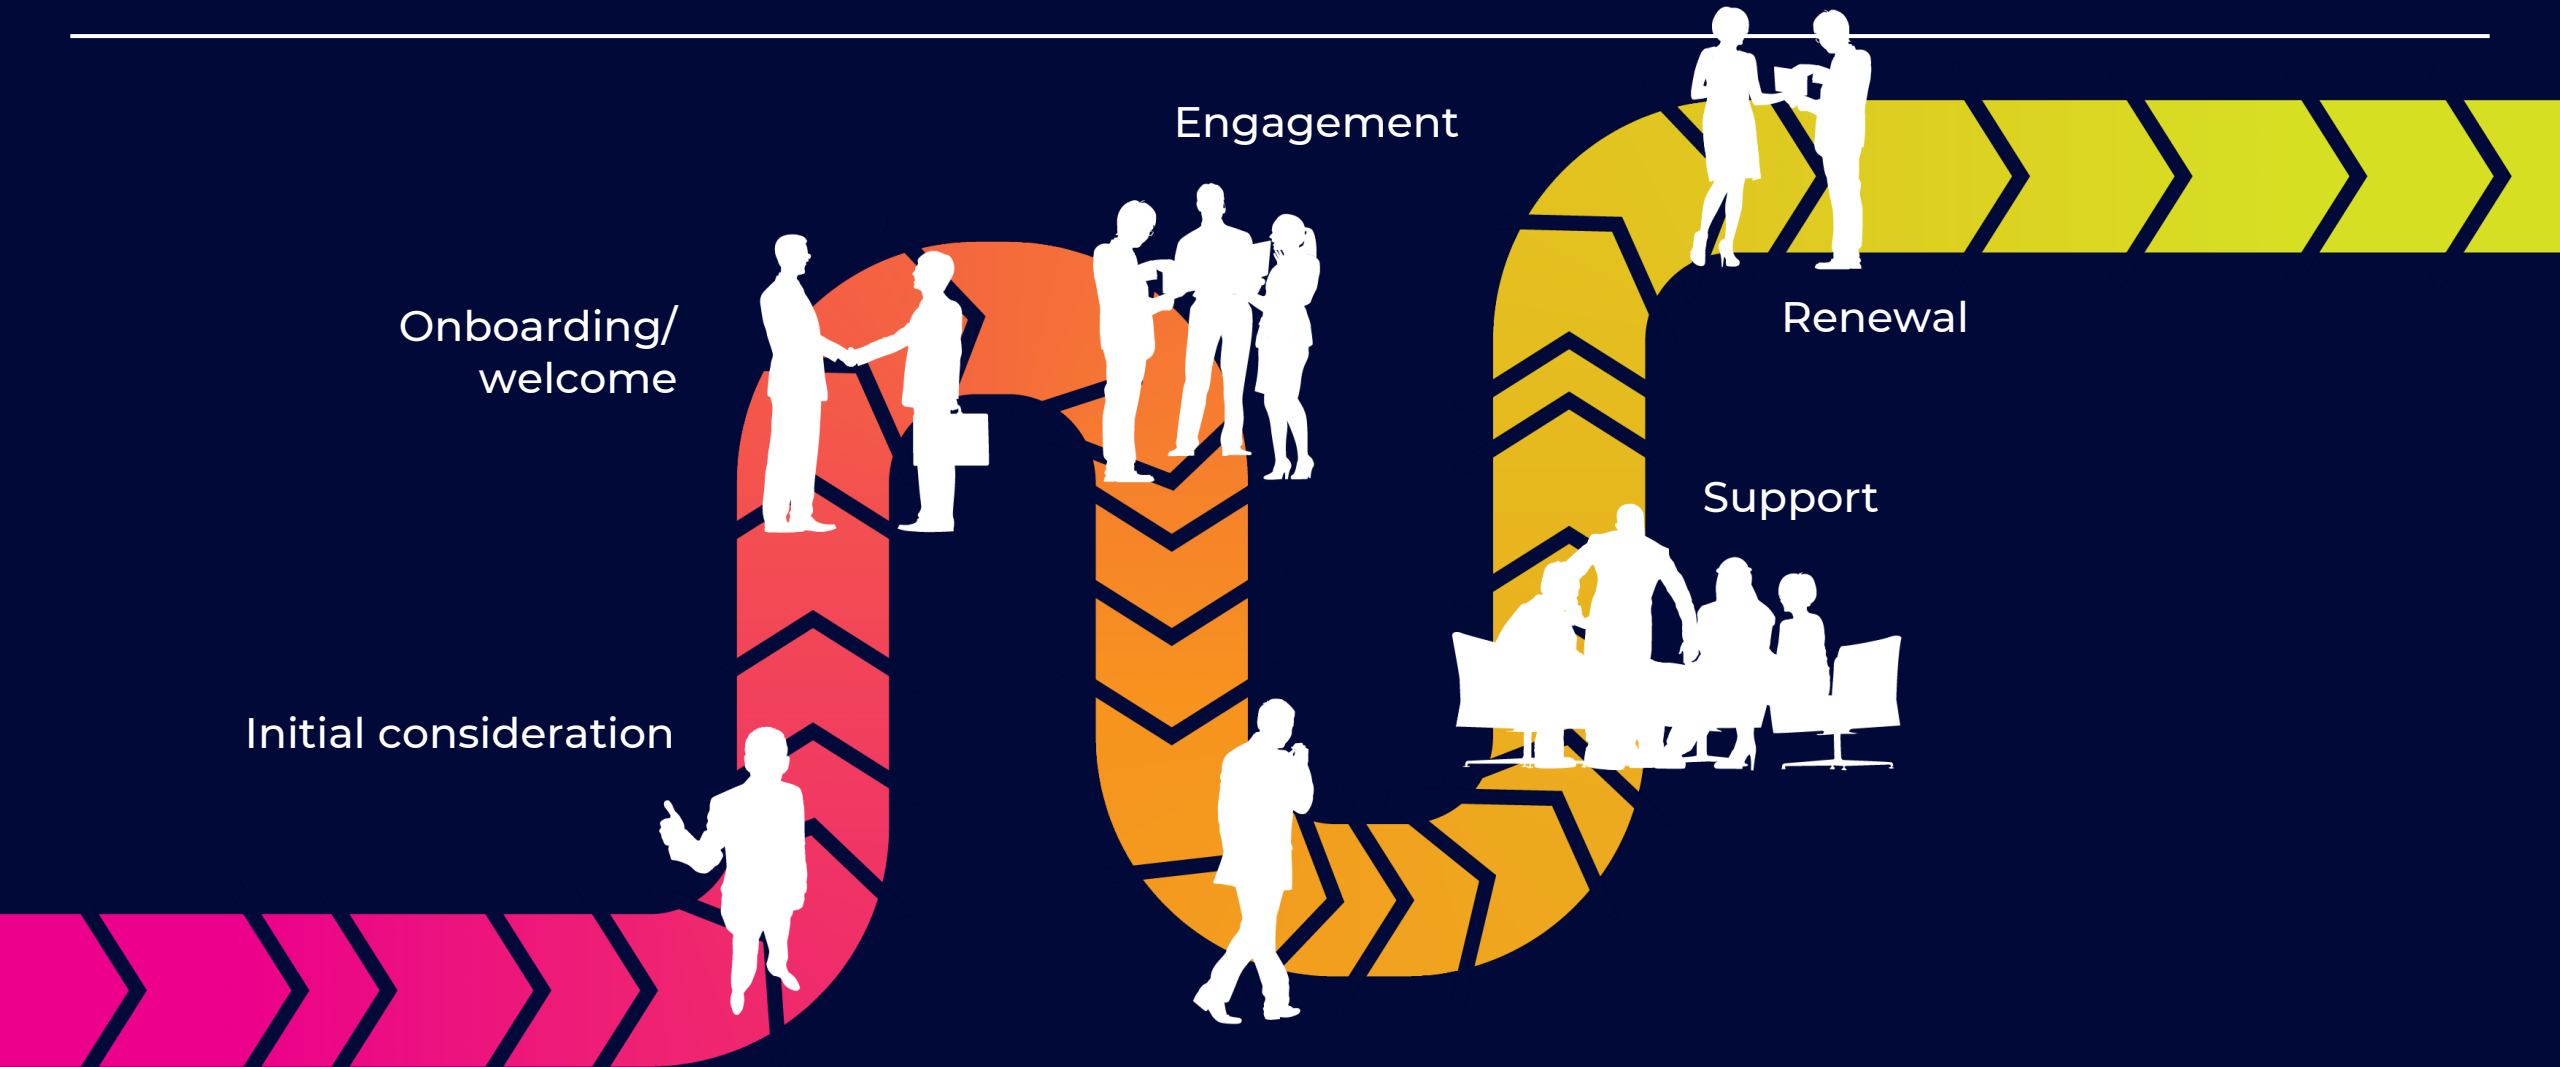 Engagement
Onboarding/
welcome
Renewal
Support
Initial consideration